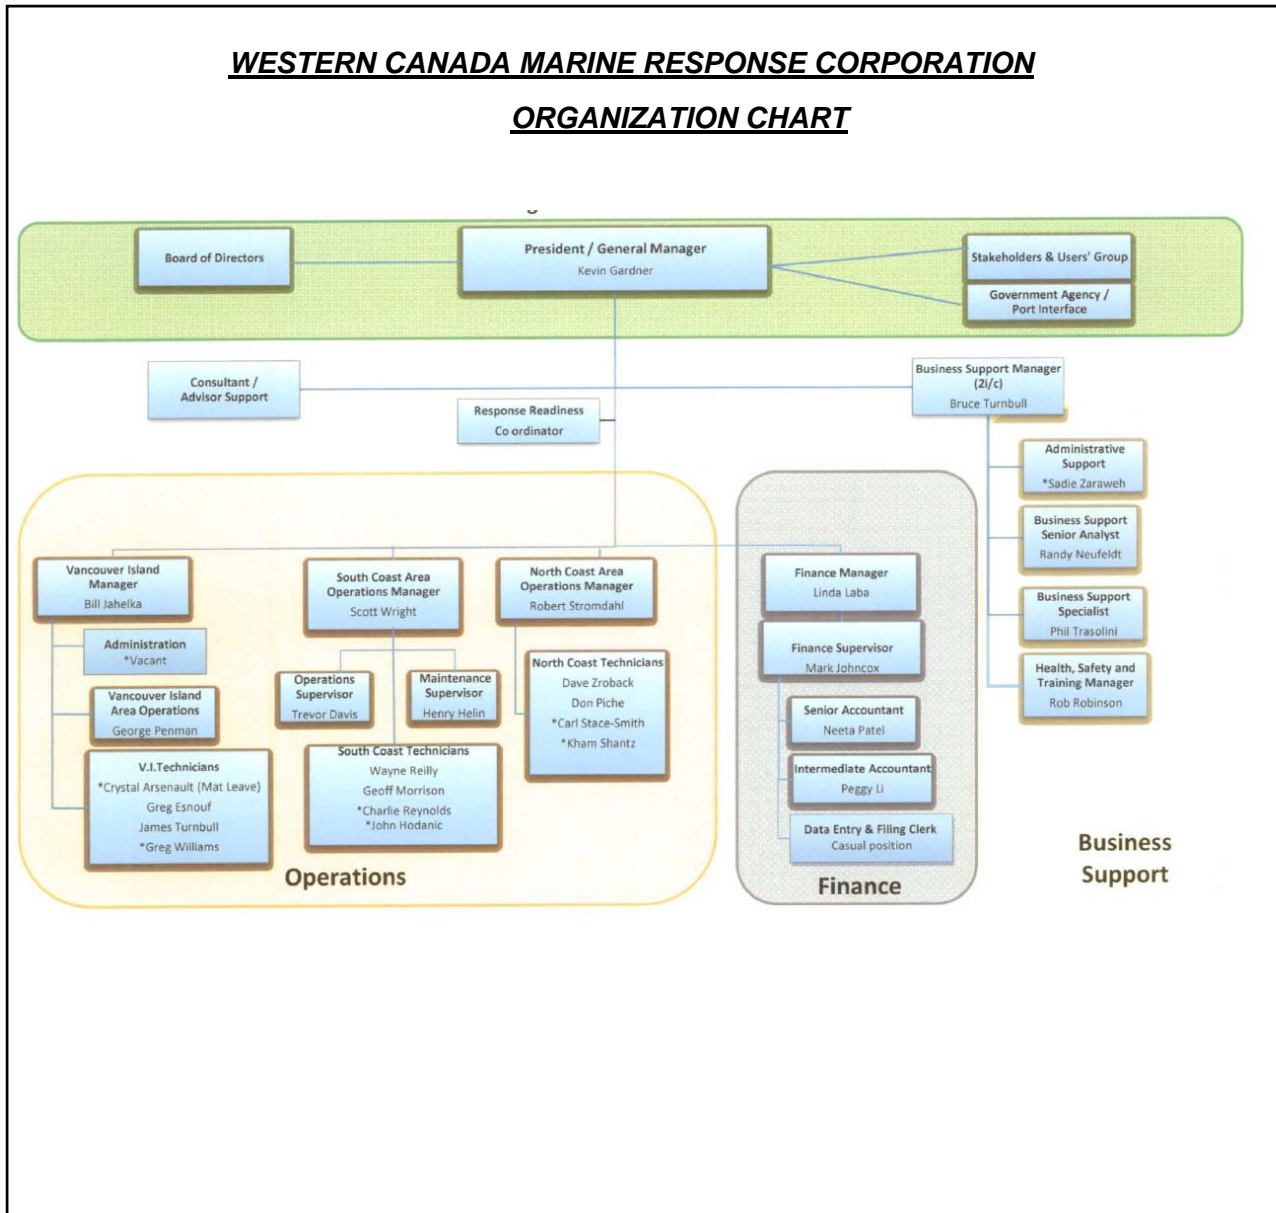 WESTERN CANADA MARINE RESPONSE CORPORATION
ORGANIZATION CHART
Board of Directors
President / General Manager
Kevin Gardner
Stakeholders & Users' Group
Government Agency /
Port Interface
Consultant /
Advisor Support
Response Readiness
Co ordinator
Business Support Manager
(2i/c)
Bruce Turnbull
Administrative
Support
*Sadie Zaraweh
Business Support
Senior Analyst
Randy Neufeldt
Business Support
Specialist
Phil Trasolini
Health, Safety and
Training Manager
Rob Robinson
Vancouver Island
Manager
Bill Jahelka
Administration
*Vacant
Vancouver Island
Area Operations
George Penman
V.I.Technicians
*Crystal Arsenault (Mat Leave)
Greg Esnouf
James Turnbull
*Greg Williams
South Coast Area
Operations Manager
Scott Wright
Operations
Supervisor
Trevor Davis
Maintenance
Supervisor
Henry Helin
South Coast Technicians
Wayne Reilly
Geoff Morrison
*Charlie Reynolds
*John Hodanic
North Coast Area
Operations Manager
Robert Stromdahl
North Coast Technicians
Dave Zroback
Don Piche
*Carl Stace-Smith
*Kham Shantz
Operations
Finance Manager
Linda Laba
Finance Supervisor
Mark Johncox
Senior Accountant
Neeta Patel
Intermediate Accountant
Peggy Li
Data Entry & Filing Clerk
Casual position
Finance
Business
Support